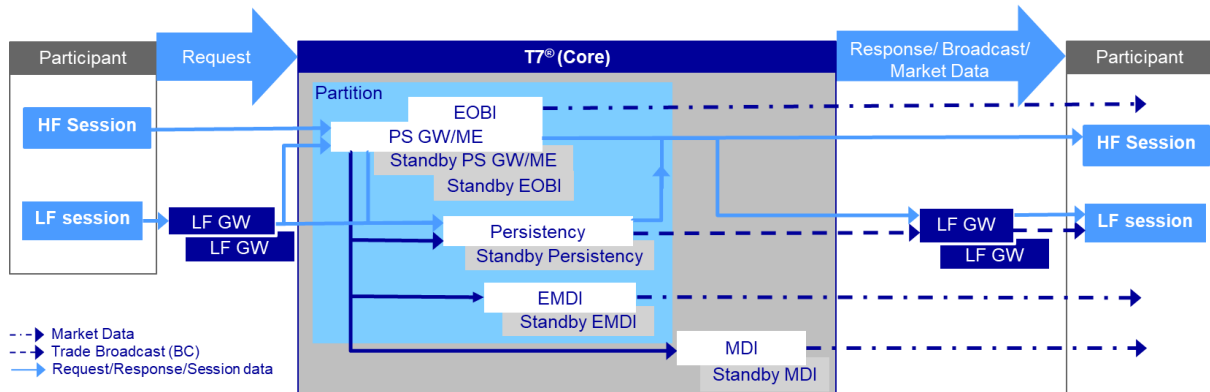 Participant
Request
T7® (Core)
Response/ Broadcast/
Market Data
Participant
Partition
EOBI
HF Session
PS GW/ME
HF Session
Standby PS GW/ME
Standby EOBI
LF session
LF GW
LF GW
Persistency
Standby Persistency
LF GW
LF GW
LF session
EMDI
Standby EMDI
MDI
Standby MDI
Market Data
Trade Broadcast (BC)
Request/Response/Session data